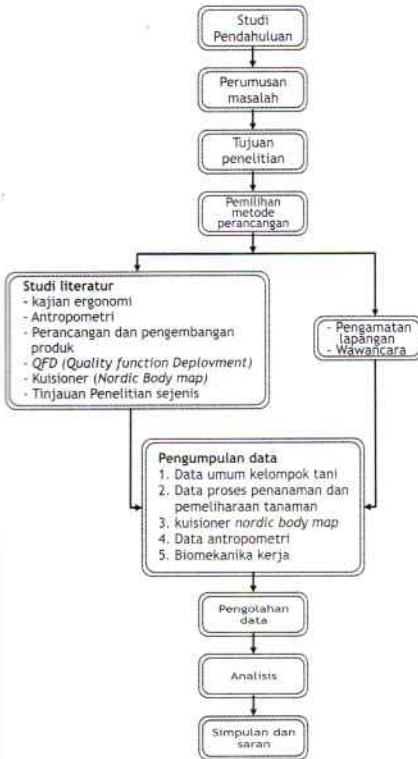 Studi
Pendahuluan
Perumusan
masalah
Tujuan
penelitian
Pemilihan
metode
perancangan
Studi literatur
- kajian ergonomi
- Antropometri
- Perancangan dan pengembangan
produk
- QFD (Quality function Deplovment)
- Kuisioner (Nordic Body map)
- Tinjauan Penelitian sejenis
- Pengamatan
lapangan
- Wawancara
Pengumpulan data
1. Data umum kelompok tani
2. Data proses penanaman dan
pemeliharaan tanaman
3. kuisioner nordic body map
4. Data antropometri
5. Biomekanika kerja
Pengolahan
data
Analisis
Simpulan dan
saran